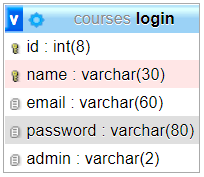 v courses login
id : int(8)
name : varchar(30)
email : varchar(60)
password : varchar(80)
admin : varchar(2)